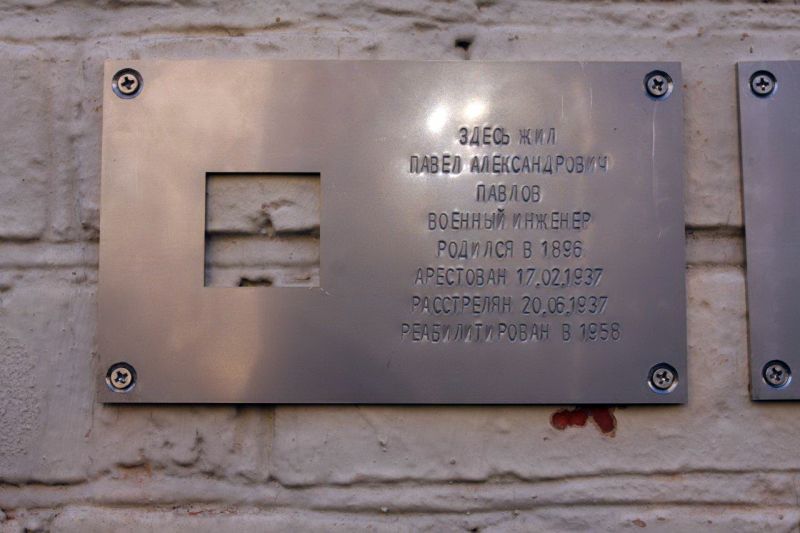 ЗДЕСЬ ЖИЛ
ПАВЕЛ АЛЕКСАНДРОВИЧ
ПАВЛОВ
ВОЕННЫЙ ИНЖЕНЕР
РОДИЛСЯ В 1896
АРЕСТОВАН 17.02.1937
РАССТРЕЛЯН 20.06.1937
РЕАБИЛИТИРОВАН В 1958